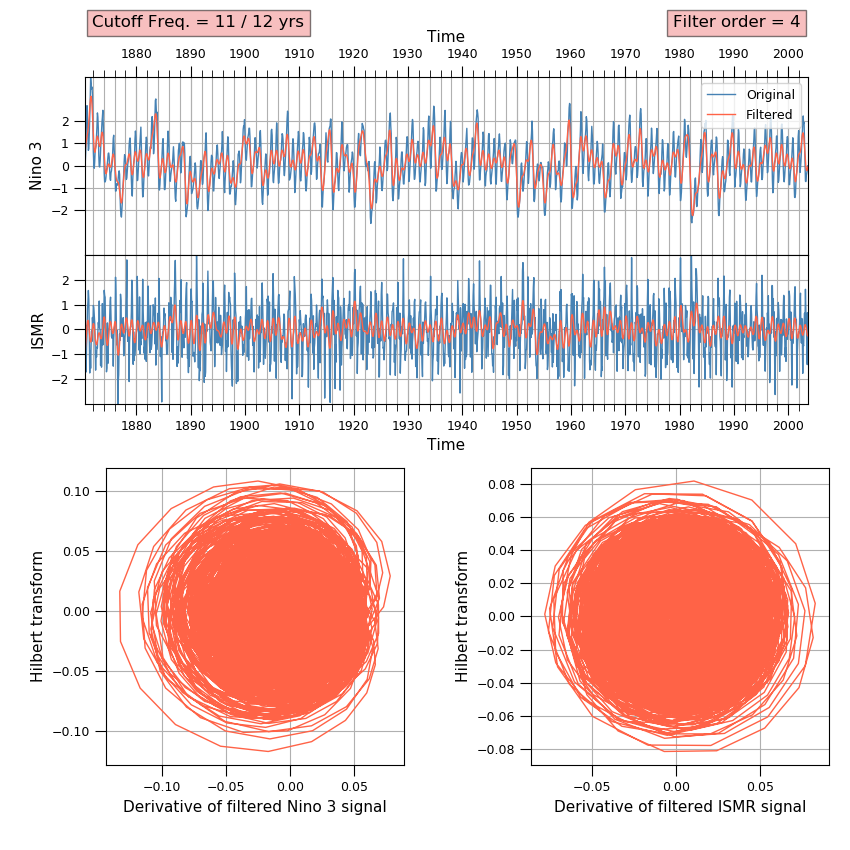 Cutoff Freq. = 11 / 12 yrs
Filter order = 4
Time
1880 1890 1900 1910 1920 1930 1940 1950 1960 1970 1980 1990 2000
Original
Filtered
Nino 3
2
1
0
−1
−2
ISMR
2
1
0
−1
−2
1880 1890 1900 1910 1920 1930 1940 1950 1960 1970 1980 1990 2000
Time
Hilbert transform
0.10
0.05
0.00
−0.05
−0.10
−0.10 −0.05 0.00 0.05
Derivative of filtered Nino 3 signal
Hilbert transform
0.08
0.06
0.04
0.02
0.00
−0.02
−0.04
−0.06
−0.08
−0.05 0.00 0.05
Derivative of filtered ISMR signal